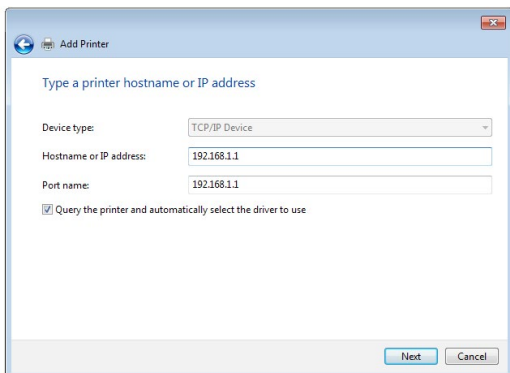 Add Printer
Type a printer hostname or IP address
Device type: TCP/IP Device
Hostname or IP address: 192.168.1.1
Port name: 192.168.1.1
Query the printer and automatically select the driver to use
Next Cancel